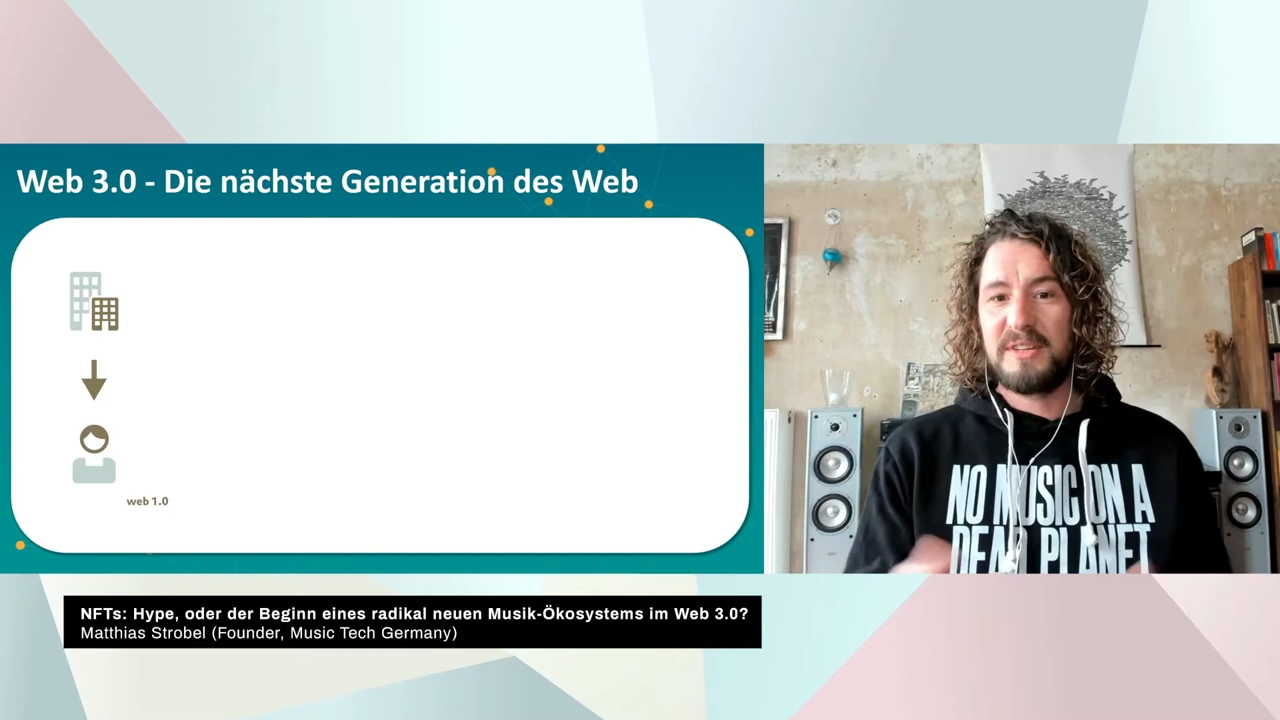 Web 3.0 - Die nächste Generation des Web
web 1.0
NO MUSIC ON A
DEAD PLANET
NFTs: Hype, oder der Beginn eines radikal neuen Musik-Ökosystems im Web 3.0?
Matthias Strobel (Founder, Music Tech Germany)